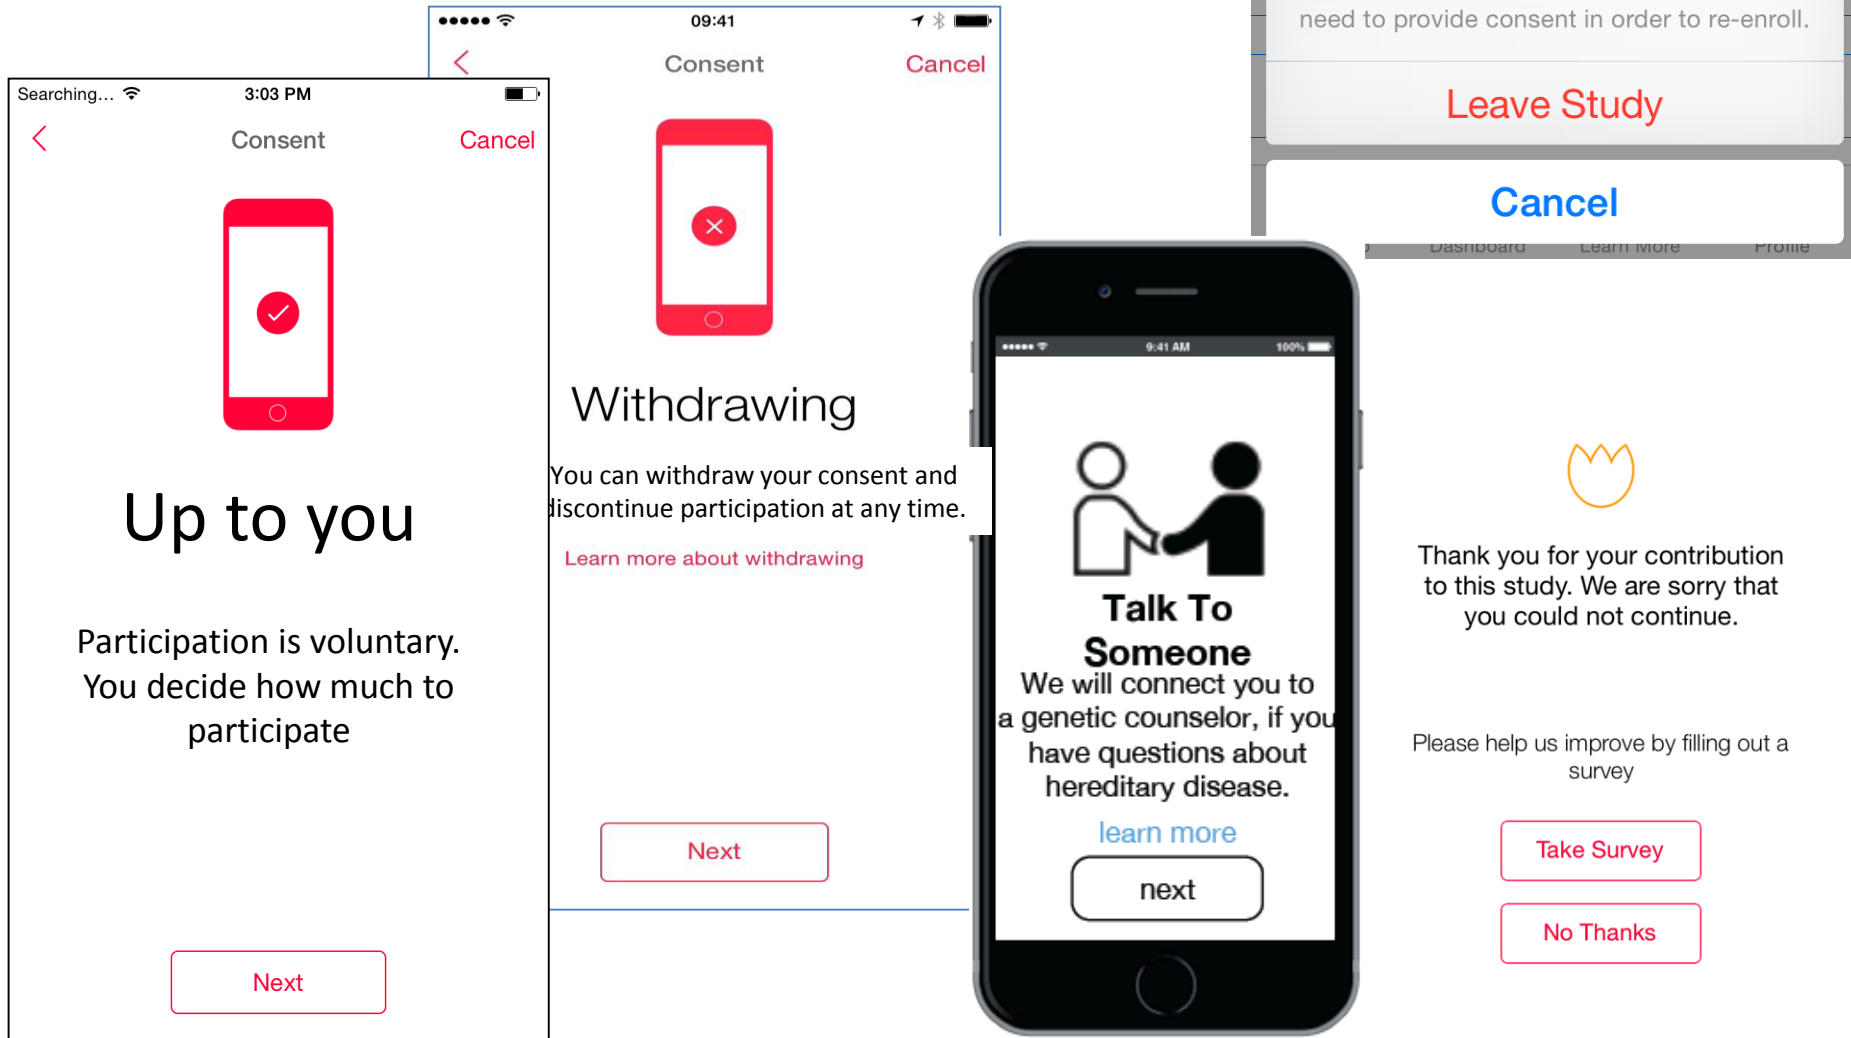 Searching...
3:03 PM
Consent
Cancel
Up to you
Participation is voluntary.
You decide how much to
participate
Next
09:41
Consent
Cancel
Withdrawing
You can withdraw your consent and
discontinue participation at any time.
Learn more about withdrawing
Next
9:41 AM
100%
Talk To
Someone
We will connect you to
a genetic counselor, if you
have questions about
hereditary disease.
learn more
next
need to provide consent in order to re-enroll.
Leave Study
Cancel
Dashboard
Learn More
Profile
Thank you for your contribution
to this study. We are sorry that
you could not continue.
Please help us improve by filling out a
survey
Take Survey
No Thanks